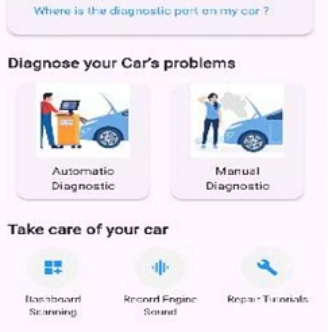 Where is the diagnostic port on my car ?
Diagnose your Car's problems
Automatic
Diagnostic
Manual
Diagnostic
Take care of your car
Dashboard
Scanning
Record Engine
Sound
Repair Tutorials